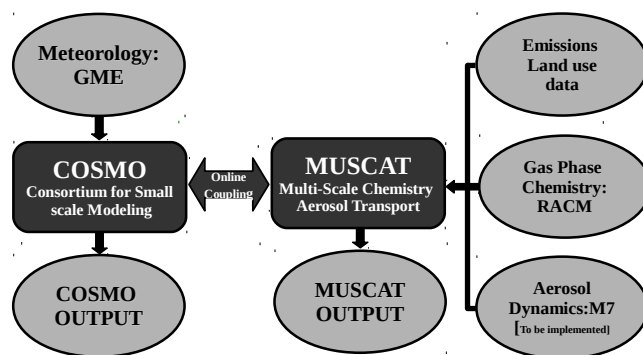 Meteorology:
GME
COSMO
Consortium for Small
scale Modeling
COSMO
OUTPUT
Online
Coupling
MUSCAT
Multi-Scale Chemistry
Aerosol Transport
MUSCAT
OUTPUT
Emissions
Land use
data
Gas Phase
Chemistry:
RACM
Aerosol
Dynamics:M7
[To be implemented]